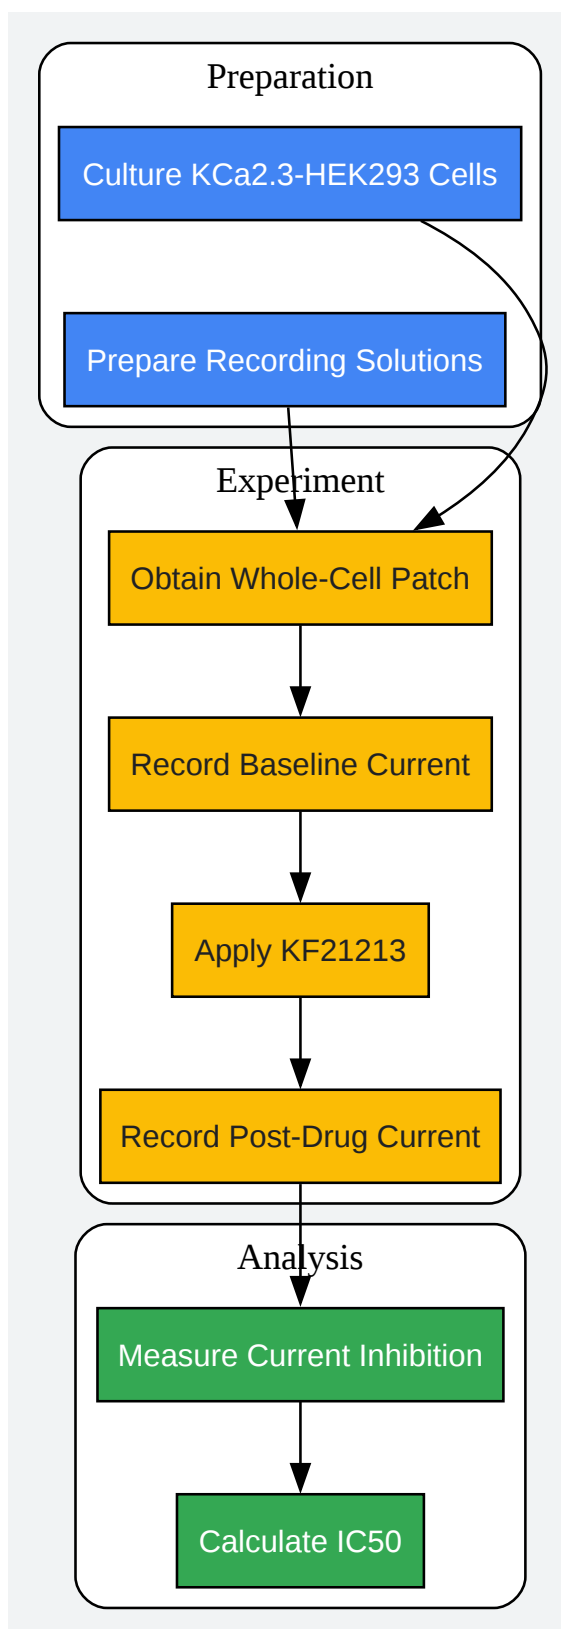 Preparation
Culture KCa2.3-HEK293 Cells
Prepare Recording Solutions
Experiment
Obtain Whole-Cell Patch
Record Baseline Current
Apply KF21213
Record Post-Drug Current
Analysis
Measure Current Inhibition
Calculate IC50